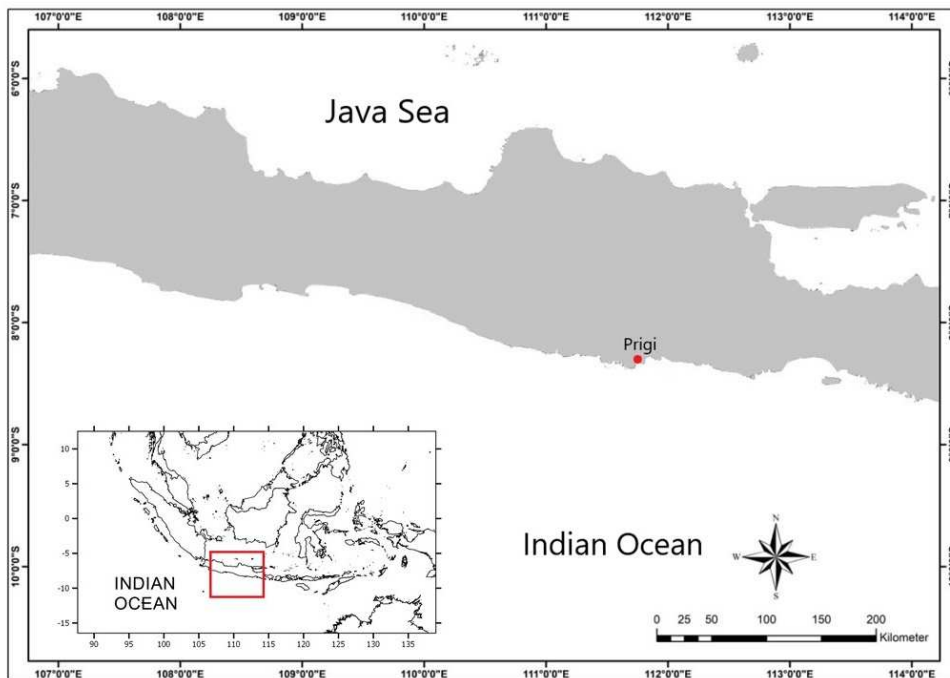 107°0'0"E 108°0'0"E 109°0'0"E 110°0'0"E 111°0'0"E 112°0'0"E 113°0'0"E 114°0'0"E
6°0'0"S
Java Sea
7°0'0"S
8°0'0"S
Prigi
9°0'0"S
10
5
0
-5
10°0'0"S
-10
-15
INDIAN
OCEAN
90 95 100 105 110 115 120 125 130 135
Indian Ocean
N
W E
S
0 25 50 100 150 200
Kilometer
107°0'0"E 108°0'0"E 109°0'0"E 110°0'0"E 111°0'0"E 112°0'0"E 113°0'0"E 114°0'0"E